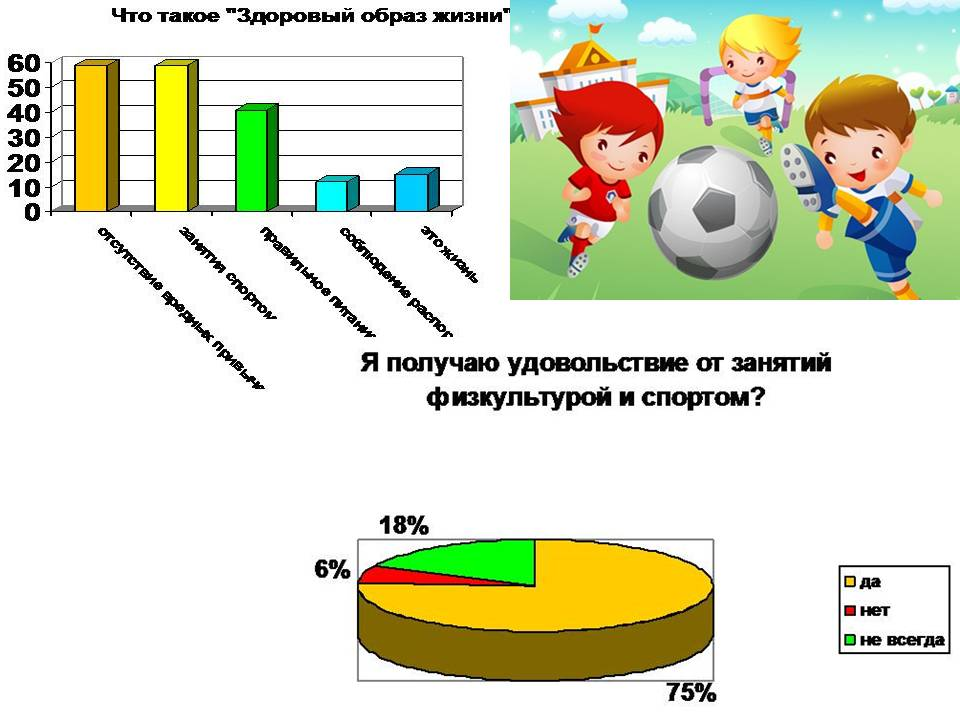 Что такое "Здоровый образ жизни"
60
50
40
30
20
10
0
отсутствие вредных привычк
занятия спортом
правильное питание
соблюдение распор
это жизнь
Я получаю удовольствие от занятий
физкультурой и спортом?
18%
6%
75%
да
нет
не всегда